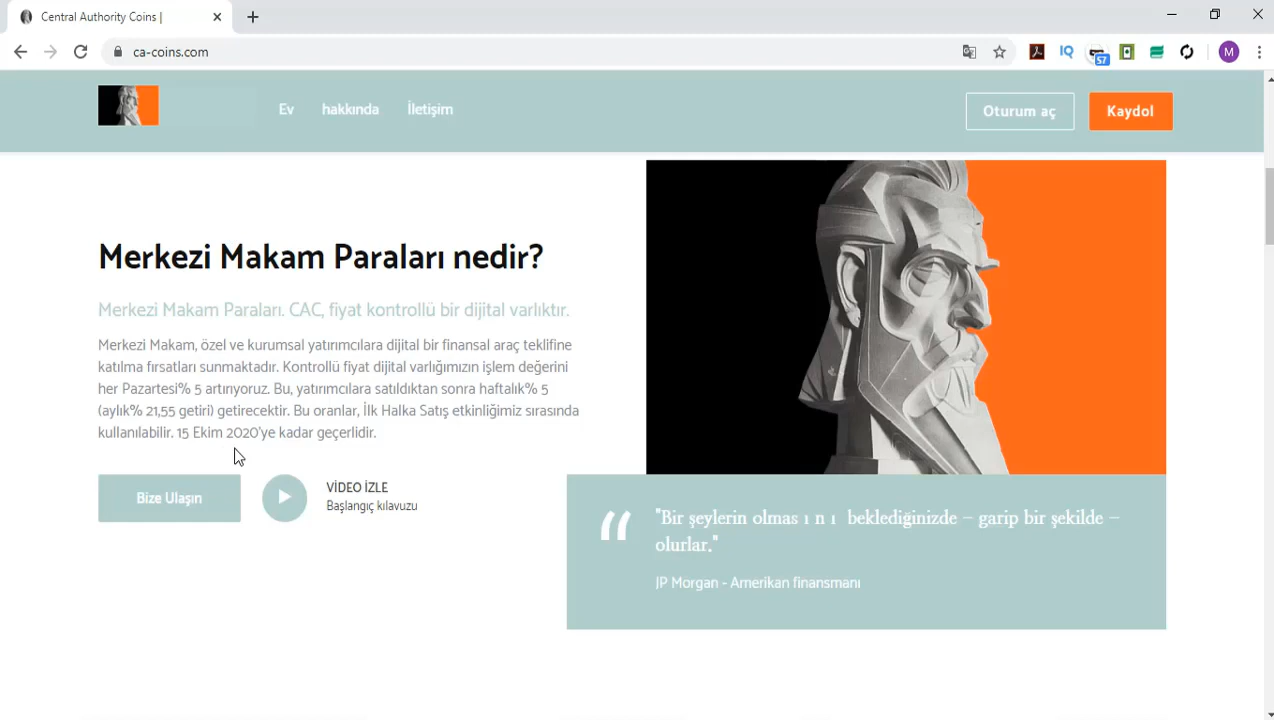 Central Authority Coins |
ca-coins.com
57
M
Ev hakkında İletişim Oturum aç Kaydol
Merkezi Makam Paraları nedir?
Merkezi Makam Paraları. CAC, fiyat kontrollü bir dijital varlıktır.
Merkezi Makam, özel ve kurumsal yatırımcılara dijital bir finansal araç teklifine
katılma fırsatları sunmaktadır. Kontrollü fiyat dijital varlığımızın işlem değerini
her Pazartesi% 5 artırıyoruz. Bu, yatırımcılara satıldıktan sonra haftalık% 5
(aylık% 21,55 getiri) getirecektir. Bu oranlar, İlk Halka Satış etkinliğimiz sırasında
kullanılabilir. 15 Ekim 2020'ye kadar geçerlidir.
Bize Ulaşın
VİDEO İZLE
Başlangıç kılavuzu
"Bir şeylerin olmas ı n ı beklediğinizde – garip bir şekilde –
olurlar."
JP Morgan - Amerikan finansmanı